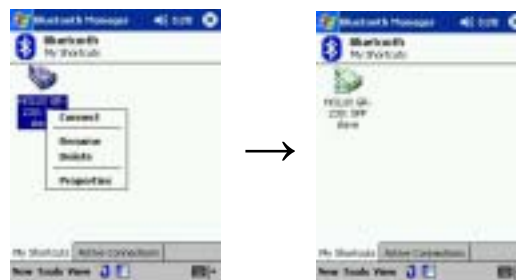 Bluetooth Manager
Bluetooth
My Shortcuts
Connect
Rename
Delete
Properties
My Shortcuts Active Connections
New Tools View
→
Bluetooth Manager
Bluetooth
My Shortcuts
slave
My Shortcuts Active Connections
New Tools View